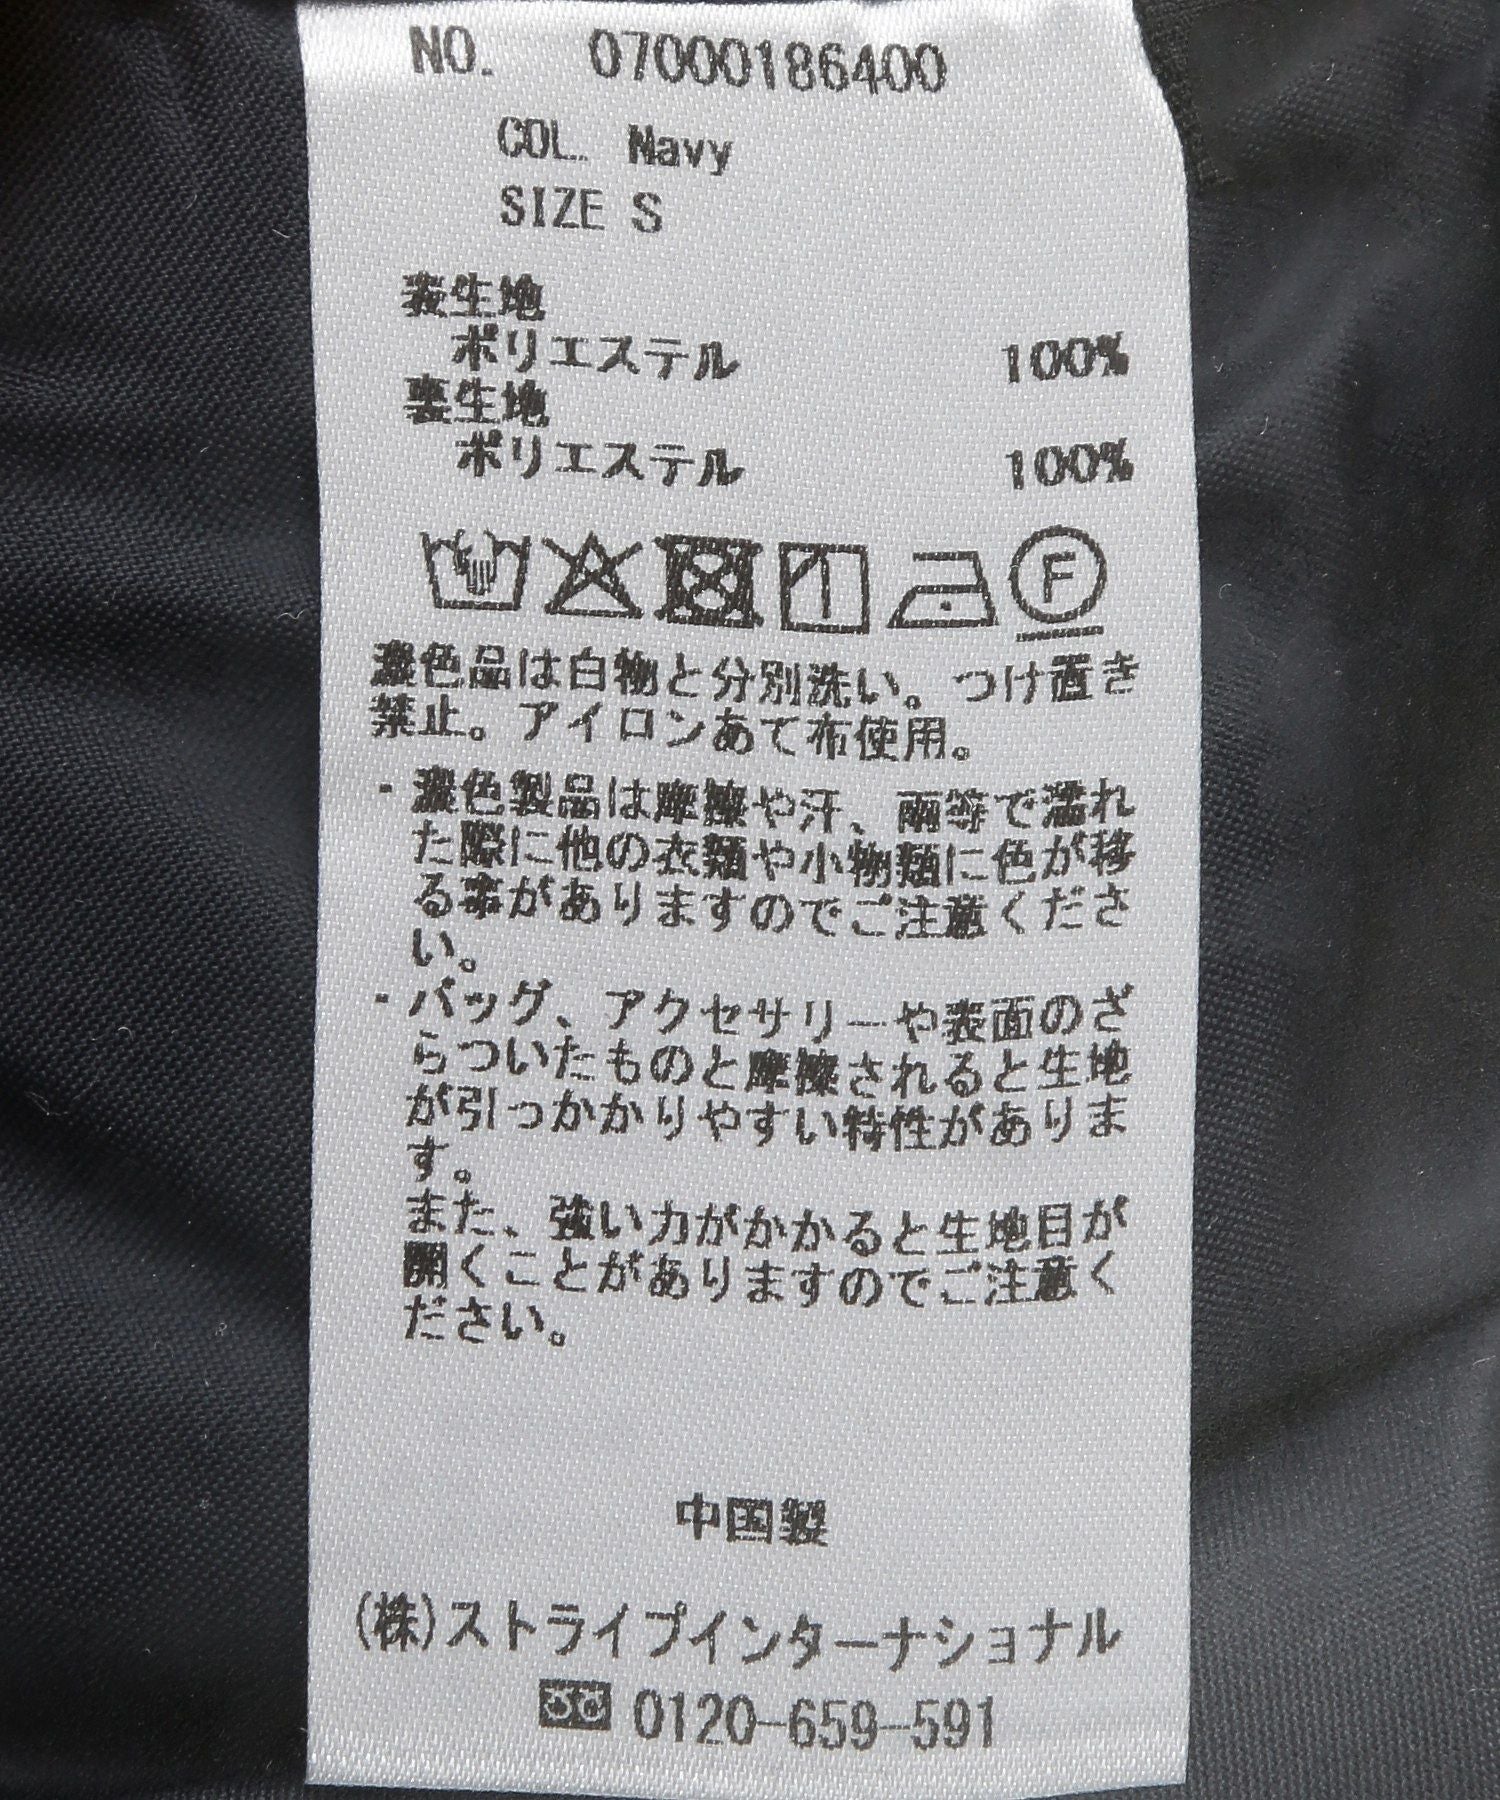 NO. 07000186400
COL. Navy
SIZE S
表生地
ポリエステル 100%
裏生地
ポリエステル 100%
F
濃色品は白物と分別洗い。つけ置き
禁止。アイロンあて布使用。
・濃色製品は摩擦や汗、雨等で濡れ
た際に他の衣類や小物類に色が移
る事がありますのでご注意くださ
い。
・バッグ、アクセサリーや表面のざ
らついたものと摩擦されると生地
が引っかかりやすい特性がありま
す。
また、強い力がかかると生地目が
開くことがありますのでご注意く
ださい。
中国製
(株)ストライプインターナショナル
0120-659-591